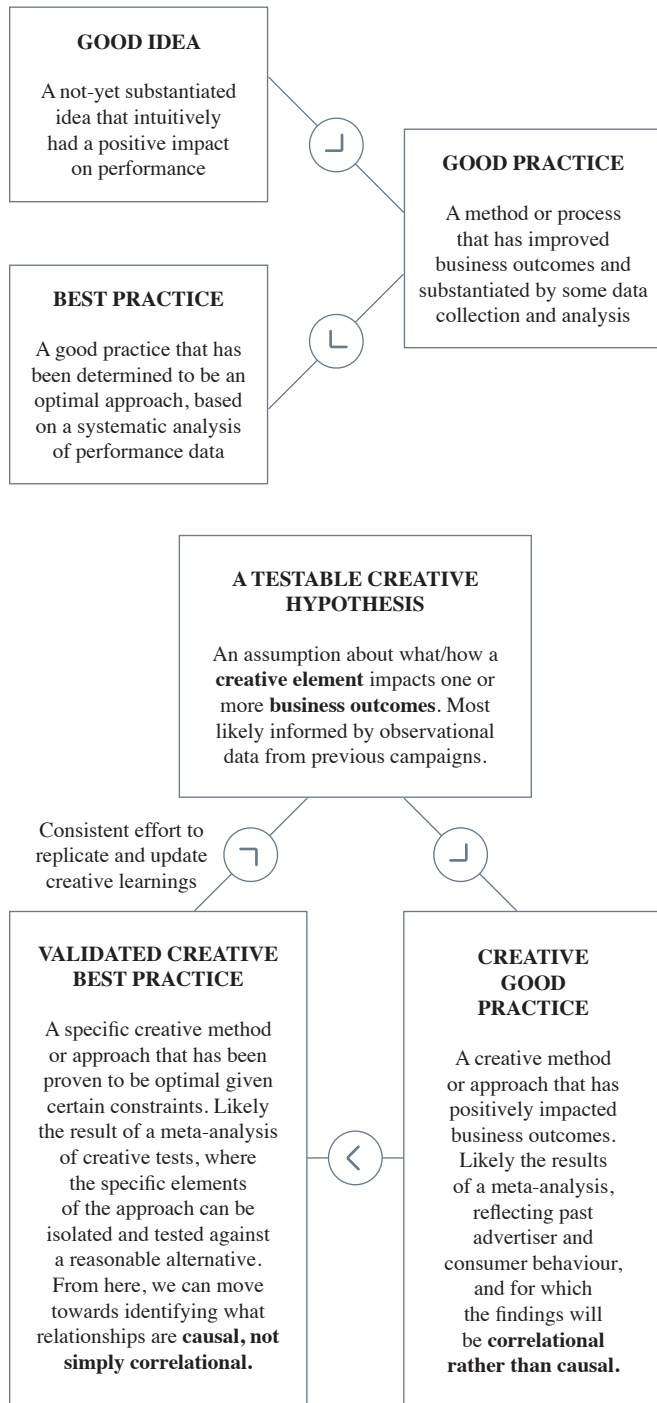 GOOD IDEA
A not-yet substantiated
idea that intuitively
had a positive impact
on performance
GOOD PRACTICE
A method or process
that has improved
business outcomes and
substantiated by some data
collection and analysis
BEST PRACTICE
A good practice that has
been determined to be an
optimal approach, based
on a systematic analysis
of performance data
A TESTABLE CREATIVE
HYPOTHESIS
An assumption about what/how a
creative element impacts one or
more business outcomes. Most
likely informed by observational
data from previous campaigns.
Consistent effort to
replicate and update
creative learnings
VALIDATED CREATIVE
BEST PRACTICE
A specific creative method
or approach that has been
proven to be optimal given
certain constraints. Likely
the result of a meta-analysis
of creative tests, where
the specific elements
of the approach can be
isolated and tested against
a reasonable alternative.
From here, we can move
towards identifying what
relationships are causal, not
simply correlational.
CREATIVE
GOOD
PRACTICE
A creative method
or approach that has
positively impacted
business outcomes.
Likely the results
of a meta-analysis,
reflecting past
advertiser and
consumer behaviour,
and for which
the findings will
be correlational
rather than causal.